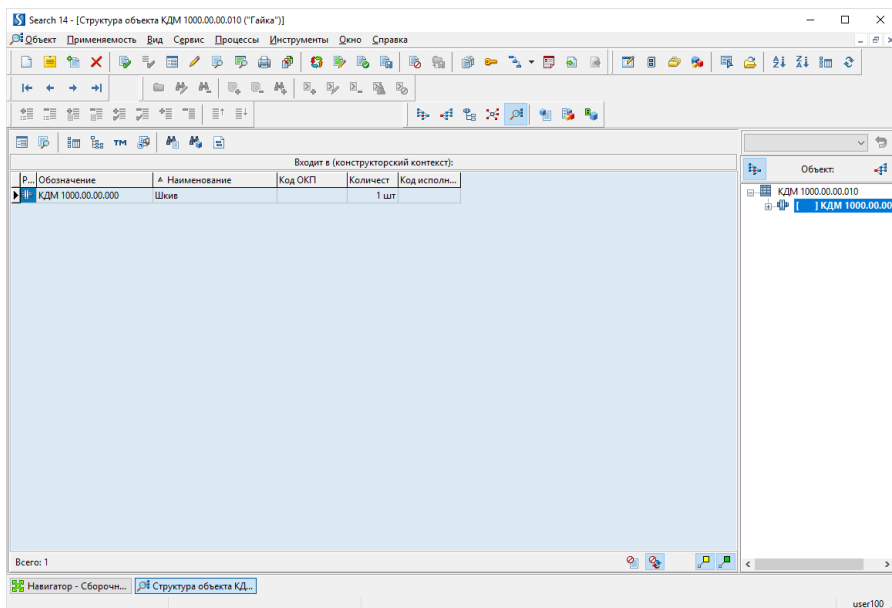 Search 14 - [Структура объекта КДМ 1000.00.00.010 ("Гайка")]
Объект Применяемость Вид Сервис Процессы Инструменты Окно Справка
ТМ
Входит в (конструкторский контекст):
Р... Обозначение Наименование Код ОКП Количест Код исполн...
КДМ 1000.00.00.000 Шкив 1 шт
Объект:
КДМ 1000.00.00.010
[ ] КДМ 1000.00.00
Всего: 1
Навигатор - Сборочн... Структура объекта КД...
user100